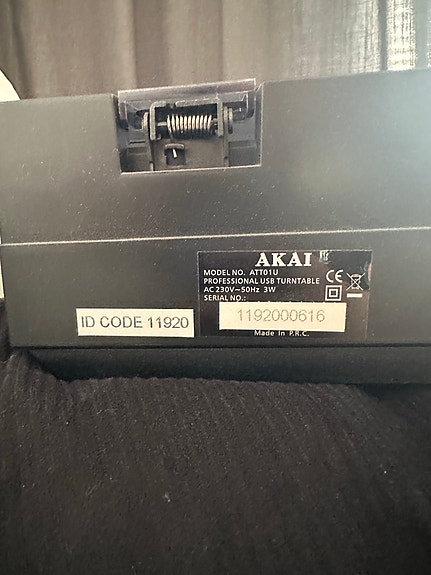 AKAI
MODEL NO. ATT01U
PROFESSIONAL USB TURNTABLE
AC 230V~50Hz 3W
SERIAL NO.:
1192000616
Made in P.R.C.
CE
ID CODE 11920